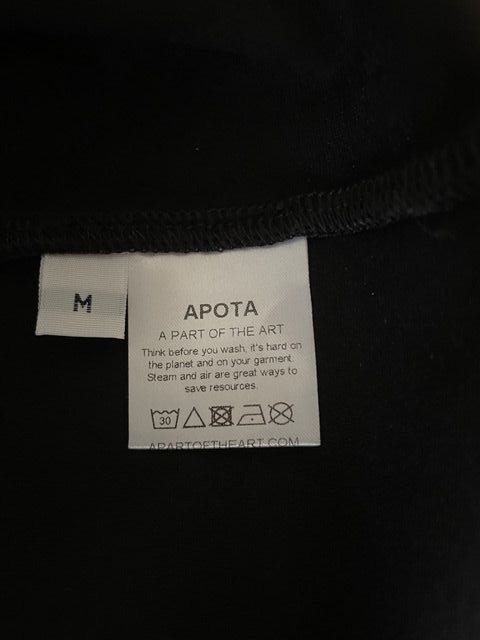 M
APOTA
A PART OF THE ART
Think before you wash, it's hard on
the planet and on your garment.
Steam and air are great ways to
save resources.
30
APARTOFTHEART.COM